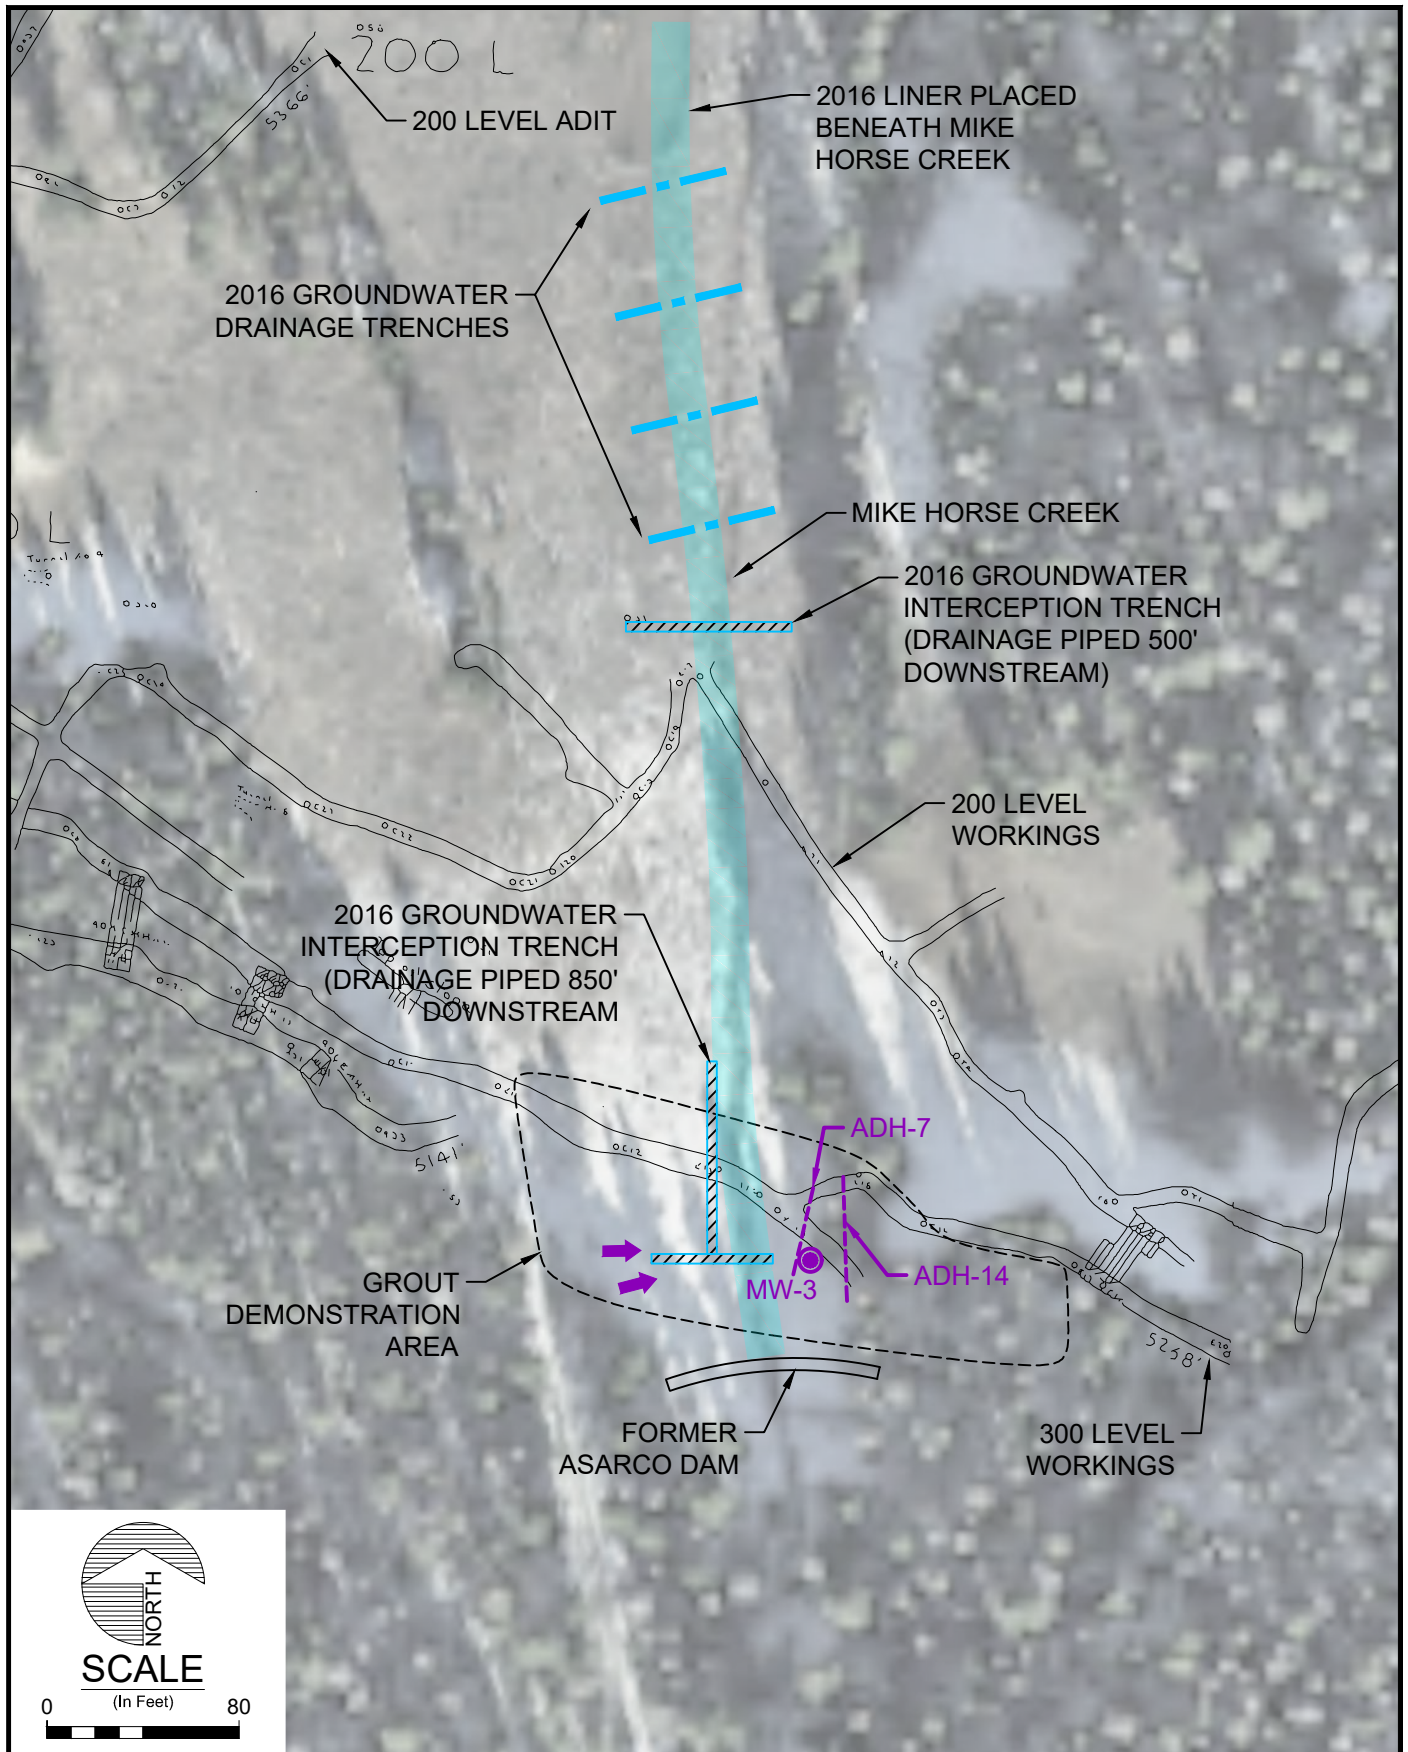 200 L
5366'
200 LEVEL ADIT
2016 LINER PLACED
BENEATH MIKE
HORSE CREEK
2016 GROUNDWATER
DRAINAGE TRENCHES
MIKE HORSE CREEK
L
2016 GROUNDWATER
INTERCEPTION TRENCH
(DRAINAGE PIPED 500'
DOWNSTREAM)
200 LEVEL
WORKINGS
2016 GROUNDWATER
INTERCEPTION TRENCH
(DRAINAGE PIPED 850'
DOWNSTREAM
5141'
ADH-7
ADH-14
MW-3
GROUT
DEMONSTRATION
AREA
5258'
FORMER
ASARCO DAM
300 LEVEL
WORKINGS
NORTH
SCALE
(In Feet)
0 80